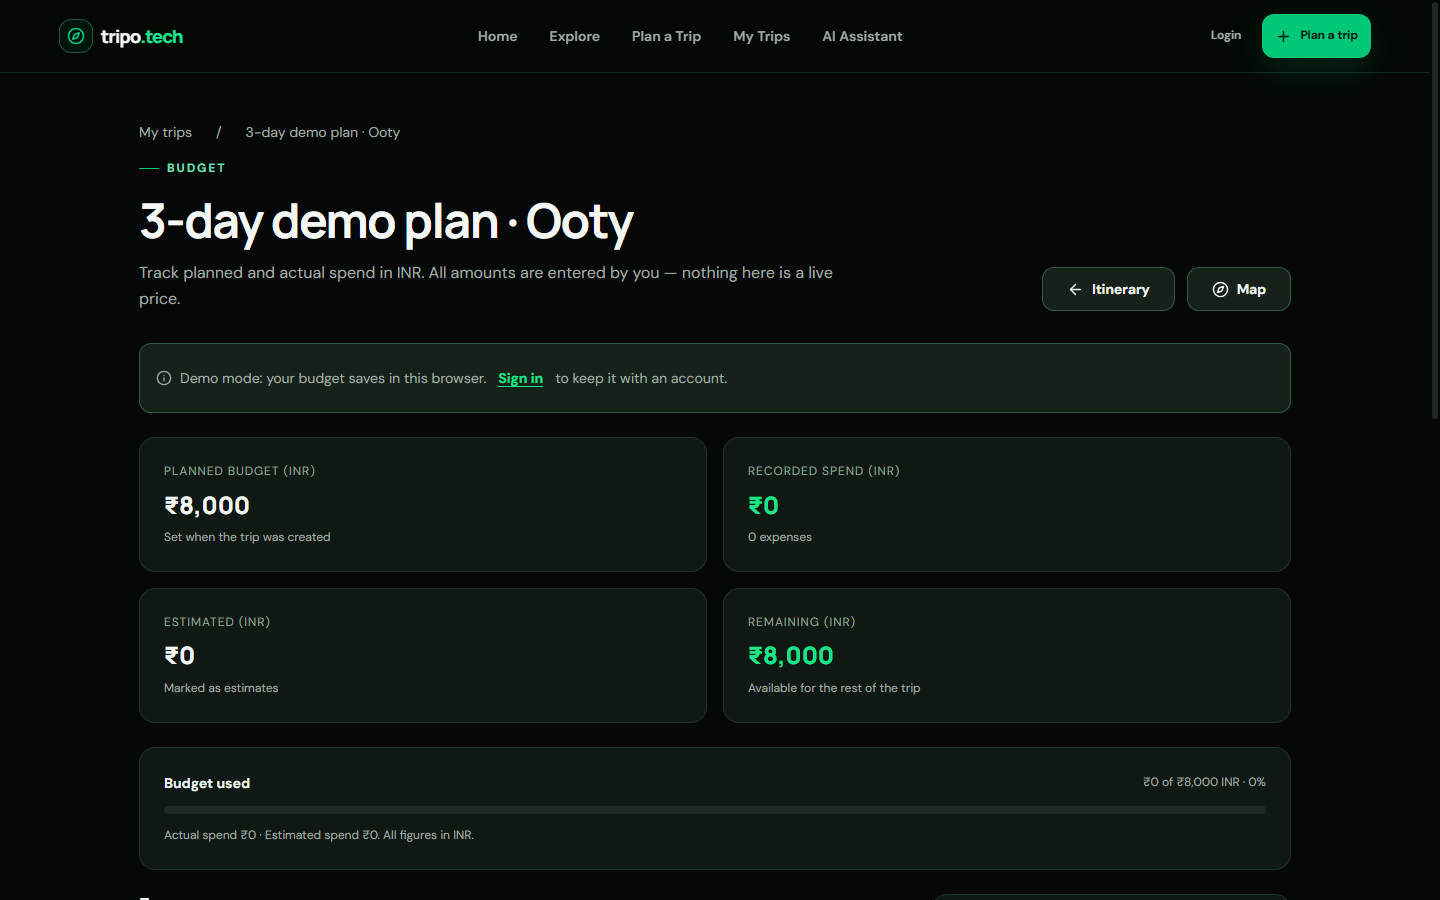 tripo.tech
Home
Explore
Plan a Trip
My Trips
AI Assistant
Login
Plan a trip
My trips / 3-day demo plan · Ooty
BUDGET
3-day demo plan · Ooty
Track planned and actual spend in INR. All amounts are entered by you — nothing here is a live
price.
Itinerary
Map
Demo mode: your budget saves in this browser. Sign in to keep it with an account.
PLANNED BUDGET (INR)
₹8,000
Set when the trip was created
RECORDED SPEND (INR)
₹0
0 expenses
ESTIMATED (INR)
₹0
Marked as estimates
REMAINING (INR)
₹8,000
Available for the rest of the trip
Budget used
₹0 of ₹8,000 INR · 0%
Actual spend ₹0 · Estimated spend ₹0. All figures in INR.